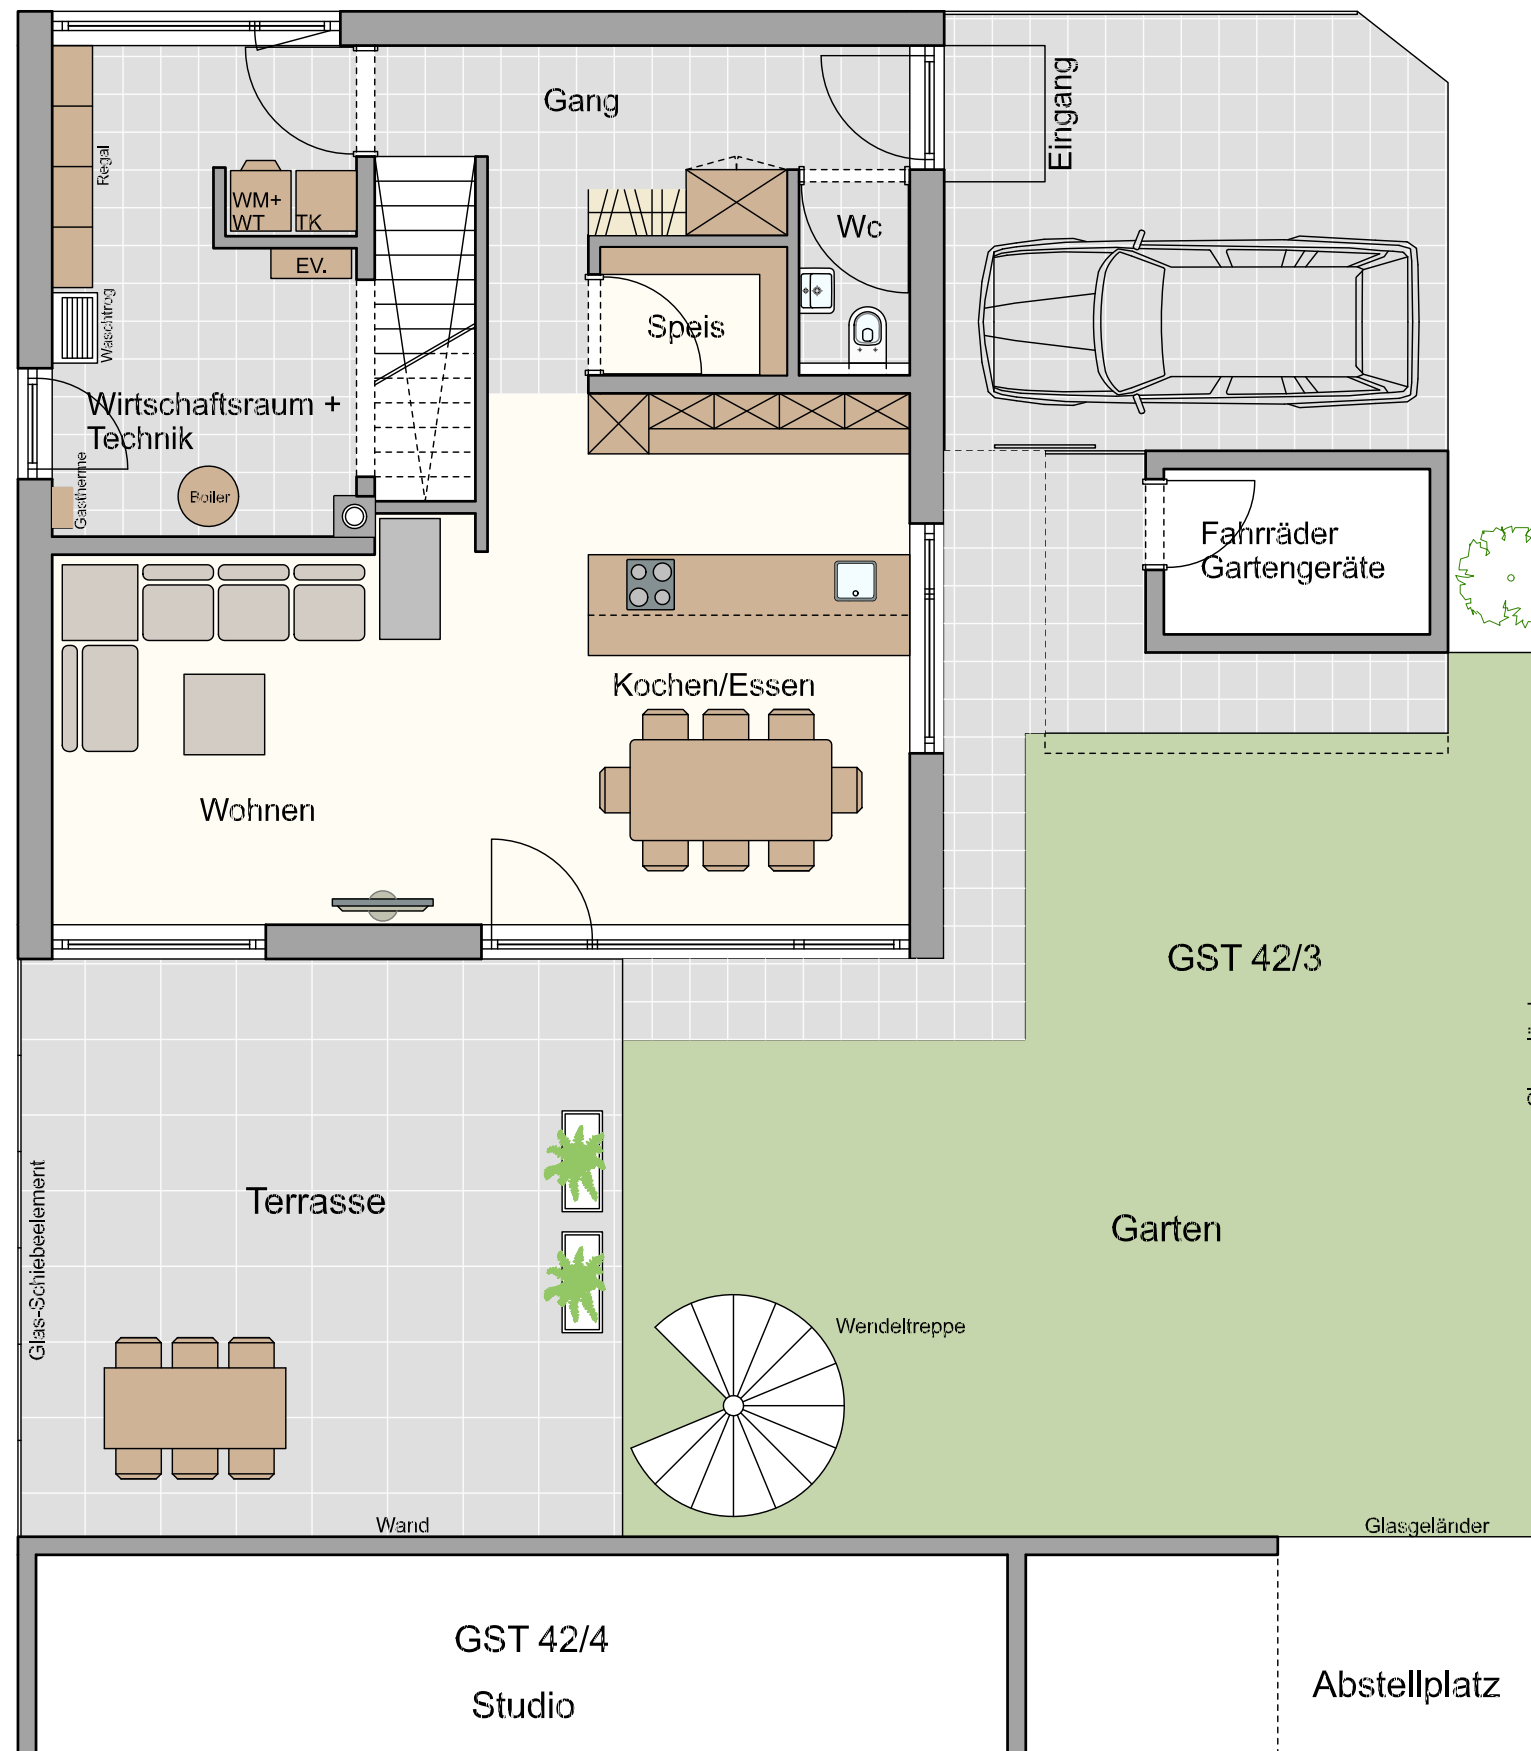 Gang
Eingang
Regal
WM+
WT
TK
Wc
EV.
Speis
Waschtrog
Wirtschaftsraum +
Technik
Gastherme
Boiler
Fahrräder
Gartengeräte
Kochen/Essen
Wohnen
GST 42/3
Terrasse
Glas-Schiebeelement
Garten
Wendeltreppe
Wand
Glasgeländer
GST 42/4
Studio
Abstellplatz